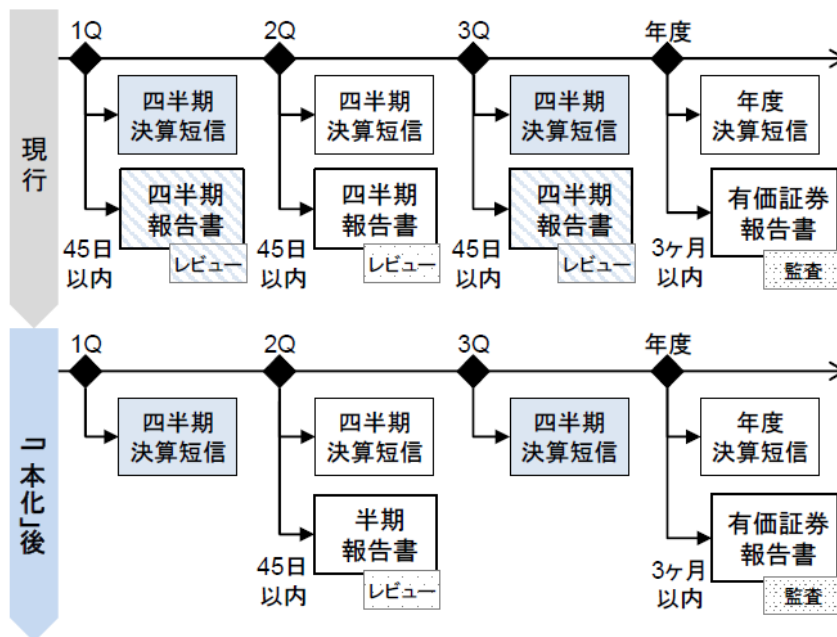 現行
1Q
2Q
3Q
年度
四半期
決算短信
四半期
決算短信
四半期
決算短信
年度
決算短信
四半期
報告書
レビュー
45日
以内
四半期
報告書
レビュー
45日
以内
四半期
報告書
レビュー
45日
以内
有価証券
報告書
監査
3ヶ月
以内
「一本化」後
1Q
2Q
3Q
年度
四半期
決算短信
四半期
決算短信
四半期
決算短信
年度
決算短信
半期
報告書
レビュー
45日
以内
有価証券
報告書
監査
3ヶ月
以内